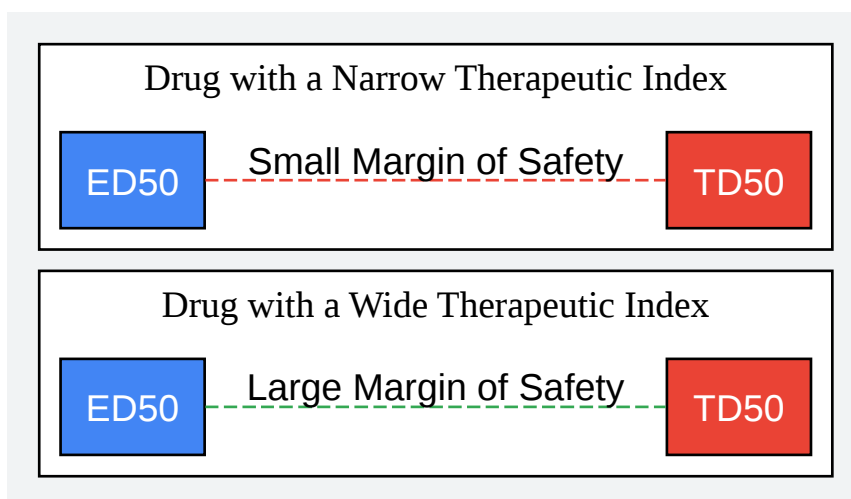 Drug with a Narrow Therapeutic Index
ED50 Small Margin of Safety TD50
Drug with a Wide Therapeutic Index
ED50 Large Margin of Safety TD50